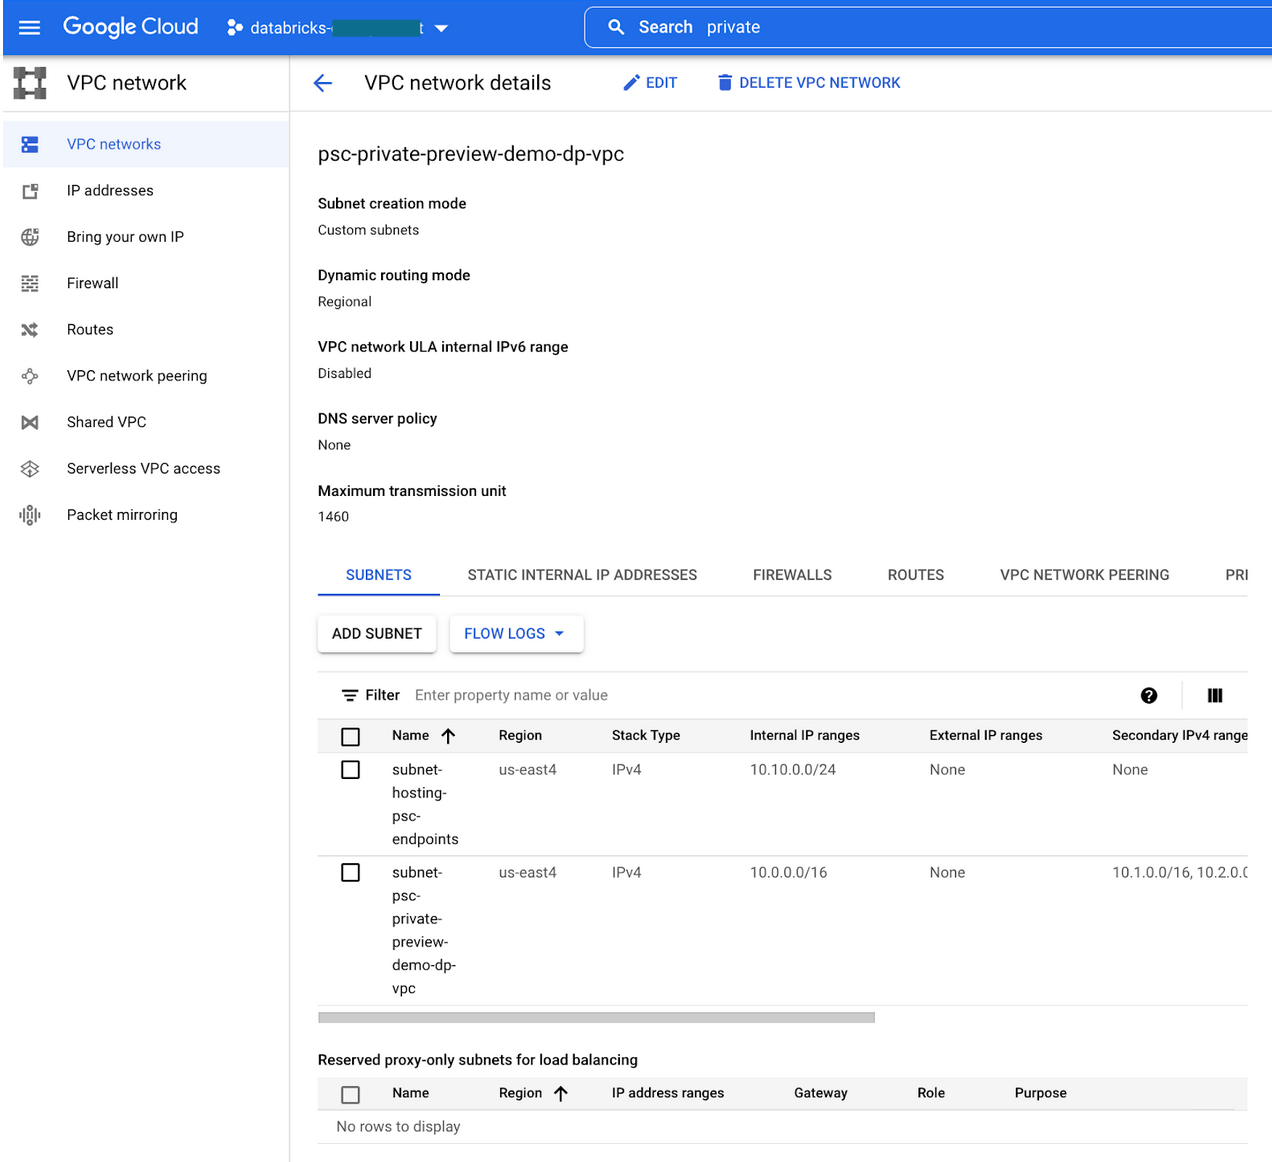 Google Cloud databricks- t Search private
VPC network VPC network details EDIT DELETE VPC NETWORK
VPC networks
IP addresses
Bring your own IP
Firewall
Routes
VPC network peering
Shared VPC
Serverless VPC access
Packet mirroring
psc-private-preview-demo-dp-vpc
Subnet creation mode
Custom subnets
Dynamic routing mode
Regional
VPC network ULA internal IPv6 range
Disabled
DNS server policy
None
Maximum transmission unit
1460
SUBNETS STATIC INTERNAL IP ADDRESSES FIREWALLS ROUTES VPC NETWORK PEERING PRI
ADD SUBNET FLOW LOGS
Filter Enter property name or value
Name Region Stack Type Internal IP ranges External IP ranges Secondary IPv4 range
subnet- us-east4 IPv4 10.10.0.0/24 None None
hosting-
psc-
endpoints
subnet- us-east4 IPv4 10.0.0.0/16 None 10.1.0.0/16, 10.2.0.0
psc-
private-
preview-
demo-dp-
vpc
Reserved proxy-only subnets for load balancing
Name Region IP address ranges Gateway Role Purpose
No rows to display